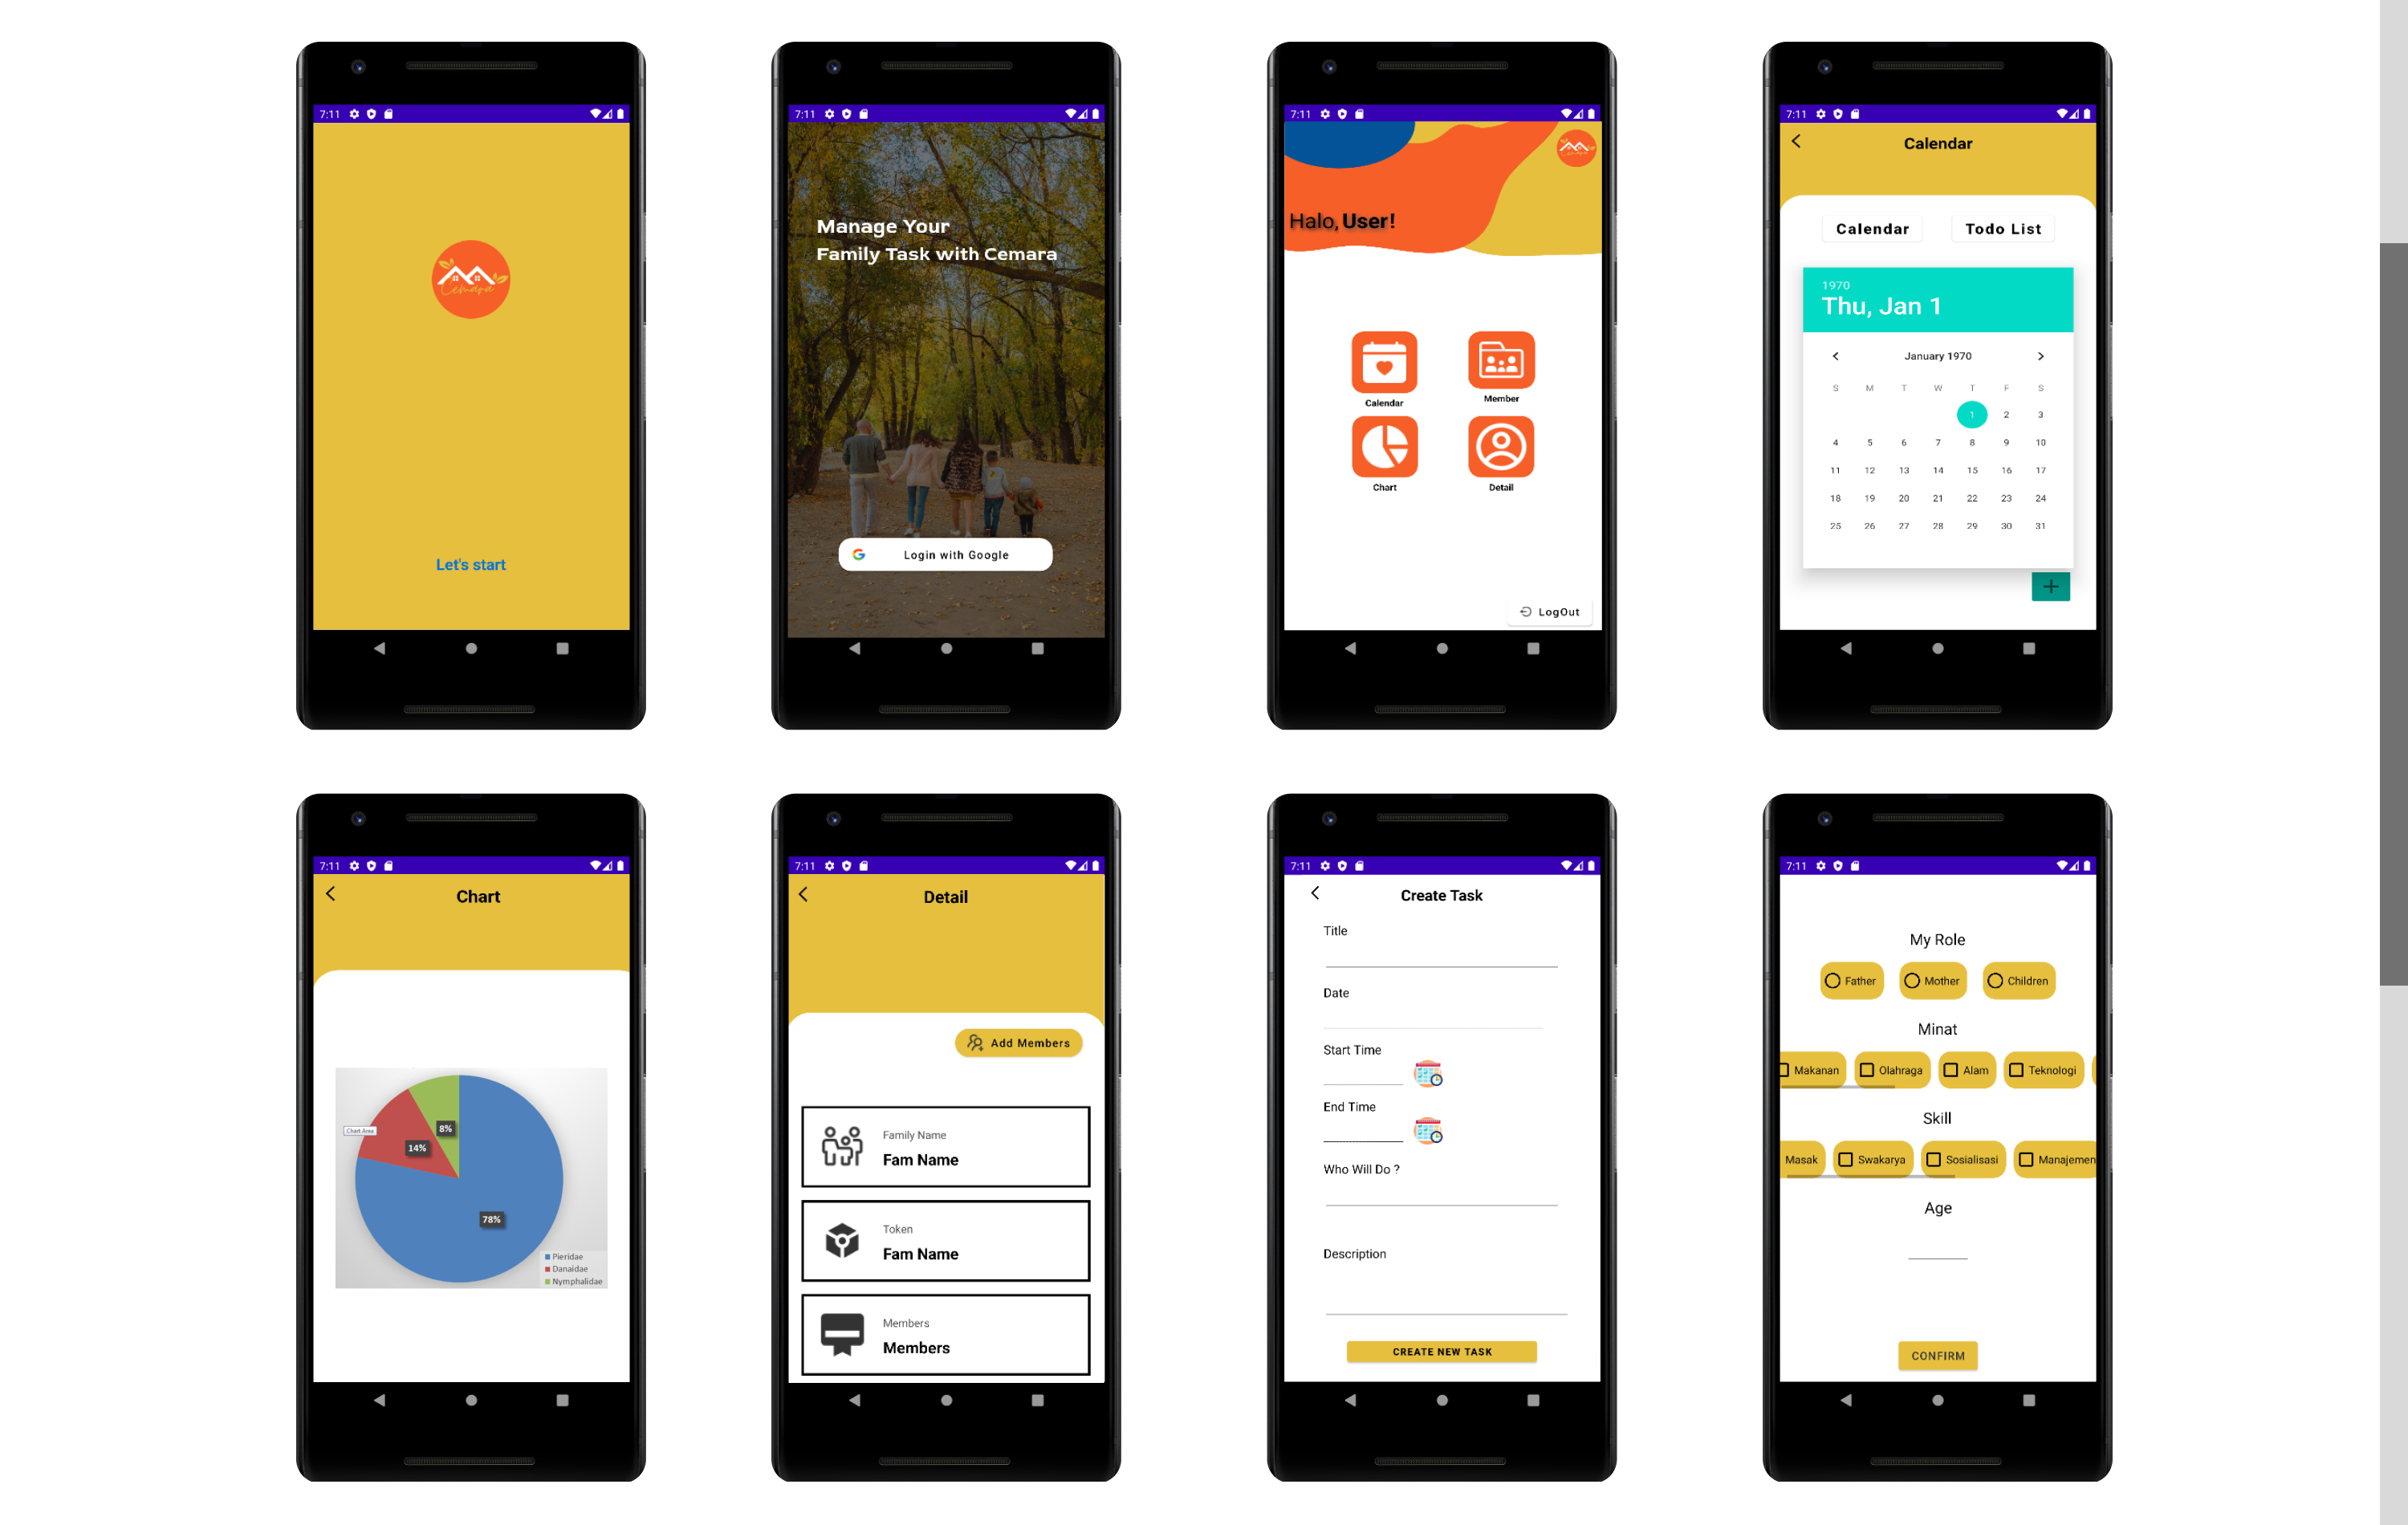 7:11
Cemara
Let's start
7:11
Manage Your
Family Task with Cemara
Login with Google
7:11
Cemara
Halo, User!
Calendar
Member
Chart
Detail
LogOut
7:11
Calendar
Calendar
Todo List
1970
Thu, Jan 1
January 1970
S M T W T F S
1 2 3
4 5 6 7 8 9 10
11 12 13 14 15 16 17
18 19 20 21 22 23 24
25 26 27 28 29 30 31
+
7:11
Chart
Chart Area
8%
14%
78%
Pieridae
Danaidae
Nymphalidae
7:11
Detail
Add Members
Family Name
Fam Name
Token
Fam Name
Members
Members
7:11
Create Task
Title
Date
Start Time
End Time
Who Will Do ?
Description
CREATE NEW TASK
7:11
My Role
Father
Mother
Children
Minat
Makanan
Olahraga
Alam
Teknologi
Skill
Masak
Swakarya
Sosialisasi
Manajemen
Age
CONFIRM